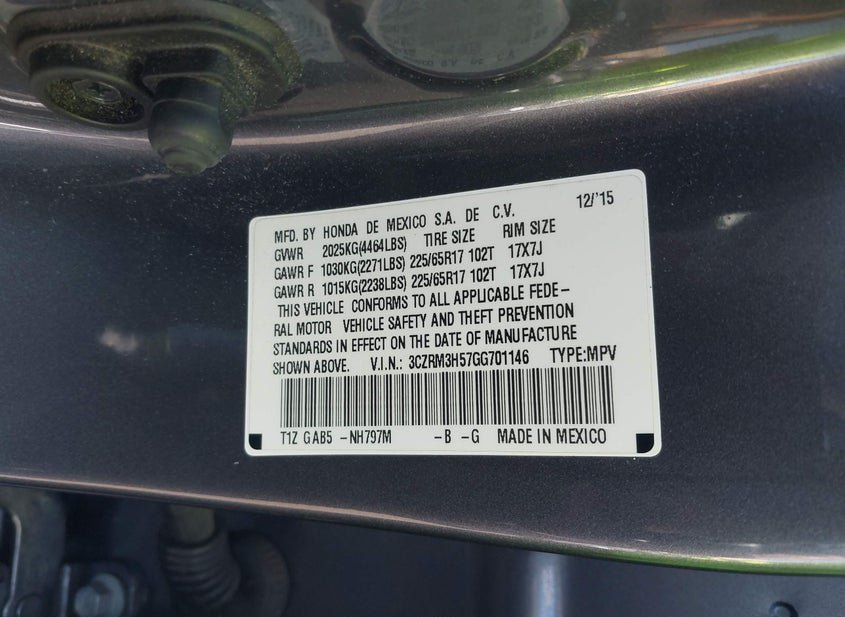 MFD. BY HONDA DE MEXICO S.A. DE C.V. 12/'15
GVWR 2025KG(4464LBS) TIRE SIZE RIM SIZE
GAWR F 1030KG(2271LBS) 225/65R17 102T 17X7J
GAWR R 1015KG(2238LBS) 225/65R17 102T 17X7J
THIS VEHICLE CONFORMS TO ALL APPLICABLE FEDE-
RAL MOTOR VEHICLE SAFETY AND THEFT PREVENTION
STANDARDS IN EFFECT ON THE DATE OF MANUFACTURE
SHOWN ABOVE. V.I.N.: 3CZRM3H57GG701146 TYPE:MPV
T1Z GAB5 -NH797M -B -G MADE IN MEXICO